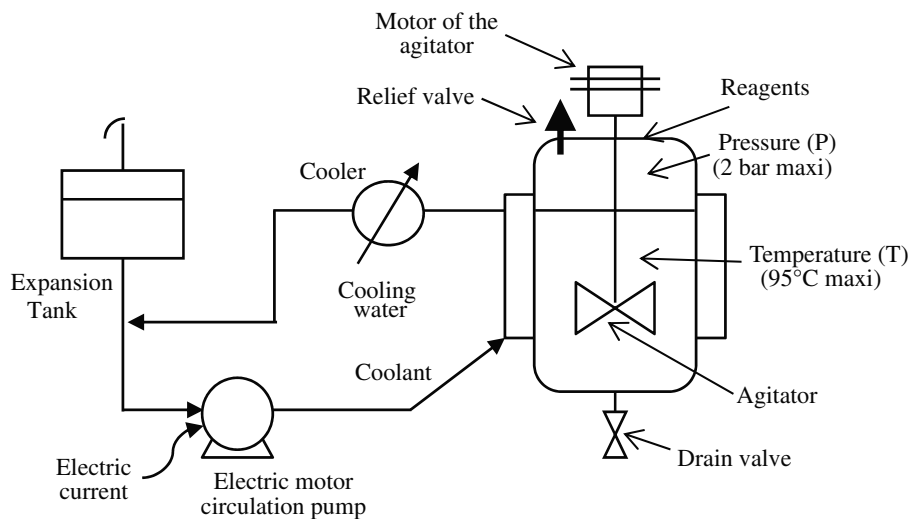 Motor of the
agitator
Relief valve
Reagents
Pressure (P)
(2 bar maxi)
Cooler
Temperature (T)
(95°C maxi)
Expansion
Tank
Cooling
water
Coolant
Agitator
Drain valve
Electric
current
Electric motor
circulation pump